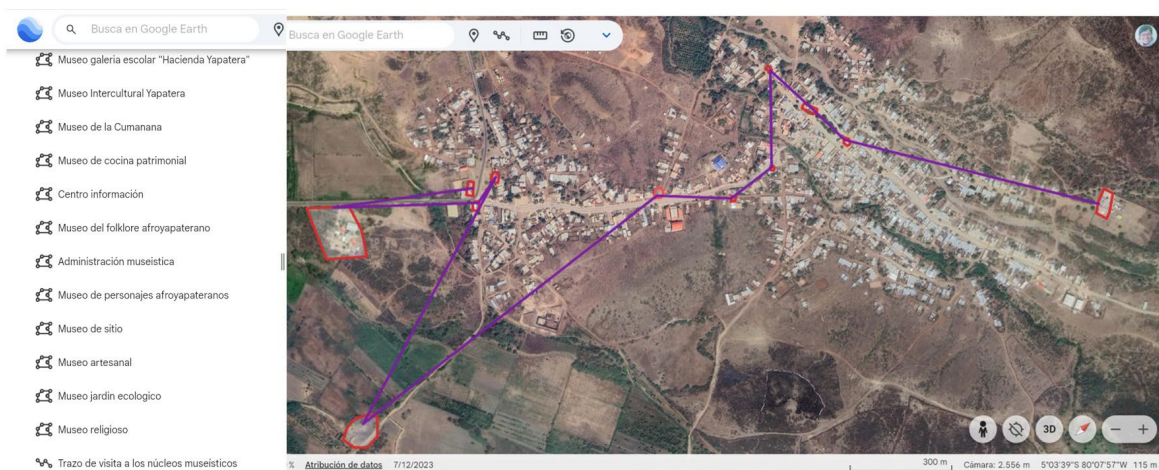 Busca en Google Earth
Busca en Google Earth
Museo galeria escolar "Hacienda Yapatera"
Museo Intercultural Yapatera
Museo de la Cumanana
Museo de cocina patrimonial
Centro información
Museo del folklore afroyapaterano
Administración museistica
Museo de personajes afroyapateranos
Museo de sitio
Museo artesanal
Museo jardin ecologico
Museo religioso
Trazo de visita a los núcleos museísticos
3D
% Atribución de datos 7/12/2023
300 m Cámara: 2.556 m 5°03'39"S 80°07'57"W 115 m